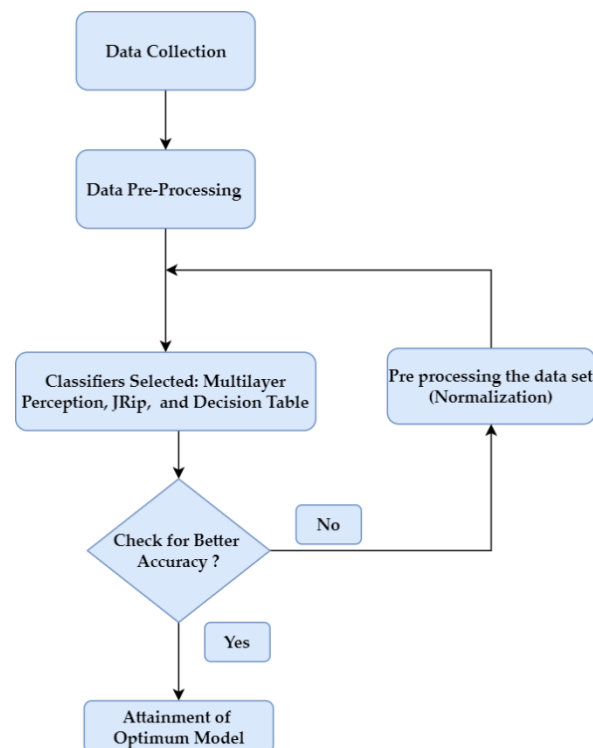 Data Collection
Data Pre-Processing
Classifiers Selected: Multilayer
Perception, JRip, and Decision Table
Pre processing the data set
(Normalization)
Check for Better
Accuracy ?
No
Yes
Attainment of
Optimum Model